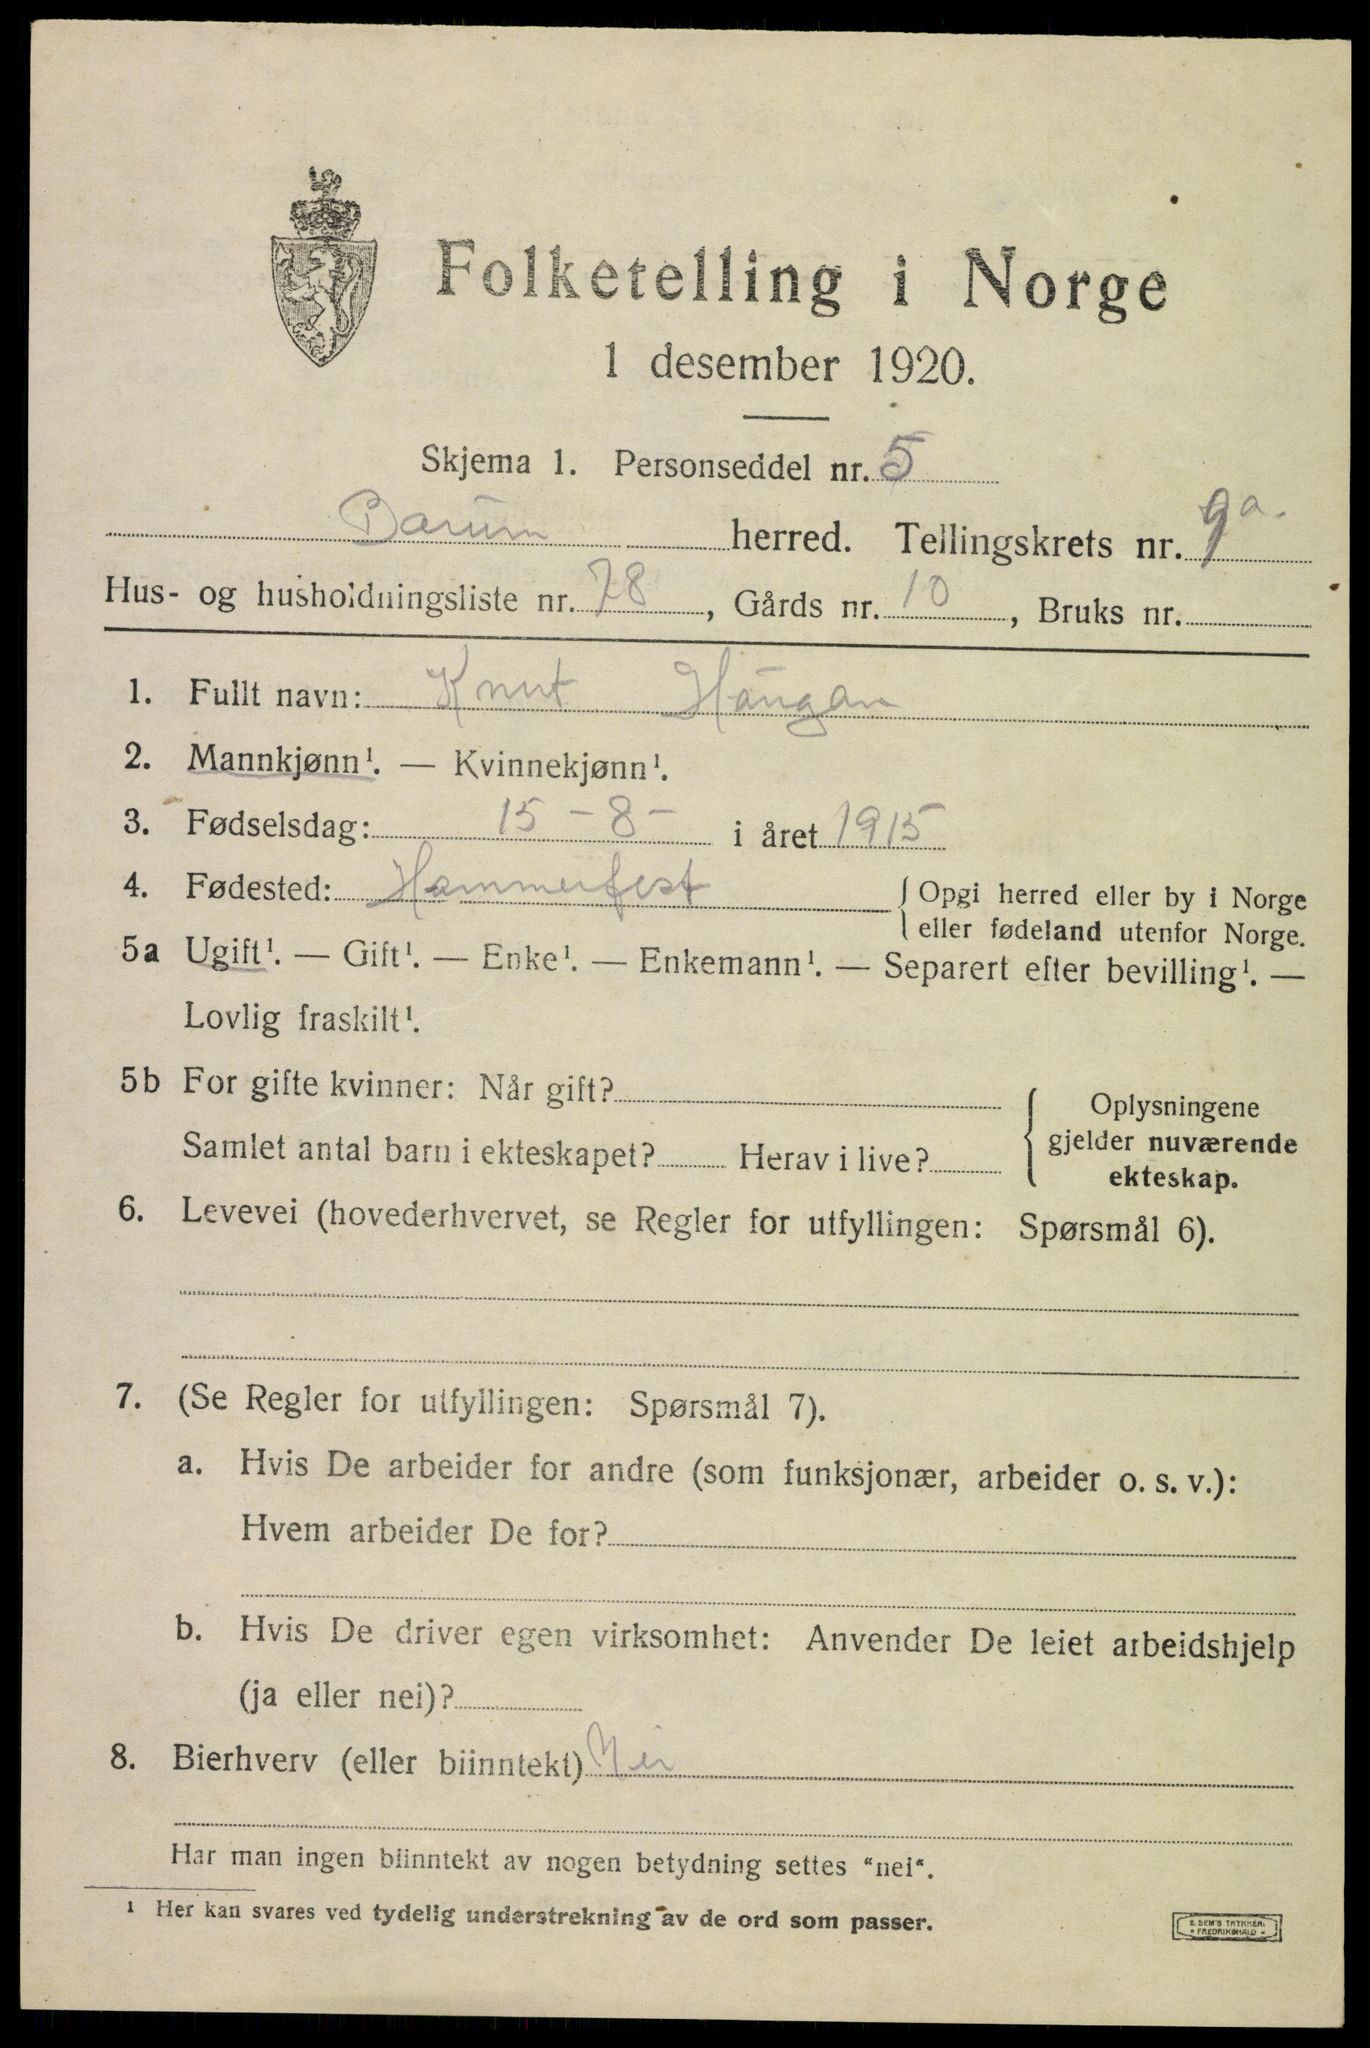 Folketelling i Norge
1 desember 1920.
Skjema 1. Personseddel nr. 5
Barum herred. Tellingskrets nr. 9a.
Hus- og husholdningsliste nr. 78, Gårds nr. 10, Bruks nr.
1. Fullt navn: Knut Haugan
2. Mannkjønn¹. — Kvinnekjønn¹.
3. Fødselsdag: 15 - 8 - i året 1915
4. Fødested: Hammerfest { Opgi herred eller by i Norge
eller fødeland utenfor Norge.
5a Ugift¹. — Gift¹. — Enke¹. — Enkemann¹. — Separert efter bevilling¹. —
Lovlig fraskilt¹.
5b For gifte kvinner: Når gift?
Samlet antal barn i ekteskapet? Herav i live?
{ Oplysningene
gjelder nuværende
ekteskap.
6. Levevei (hovederhvervet, se Regler for utfyllingen: Spørsmål 6).
7. (Se Regler for utfyllingen: Spørsmål 7).
a. Hvis De arbeider for andre (som funksjonær, arbeider o. s. v.):
Hvem arbeider De for?
b. Hvis De driver egen virksomhet: Anvender De leiet arbeidshjelp
(ja eller nei)?
8. Bierhverv (eller biinntekt) Nei
Har man ingen biinntekt av nogen betydning settes "nei".
¹ Her kan svares ved tydelig understrekning av de ord som passer.
E. SEM'S TRYKKERI
* FREDRIKSHALD *